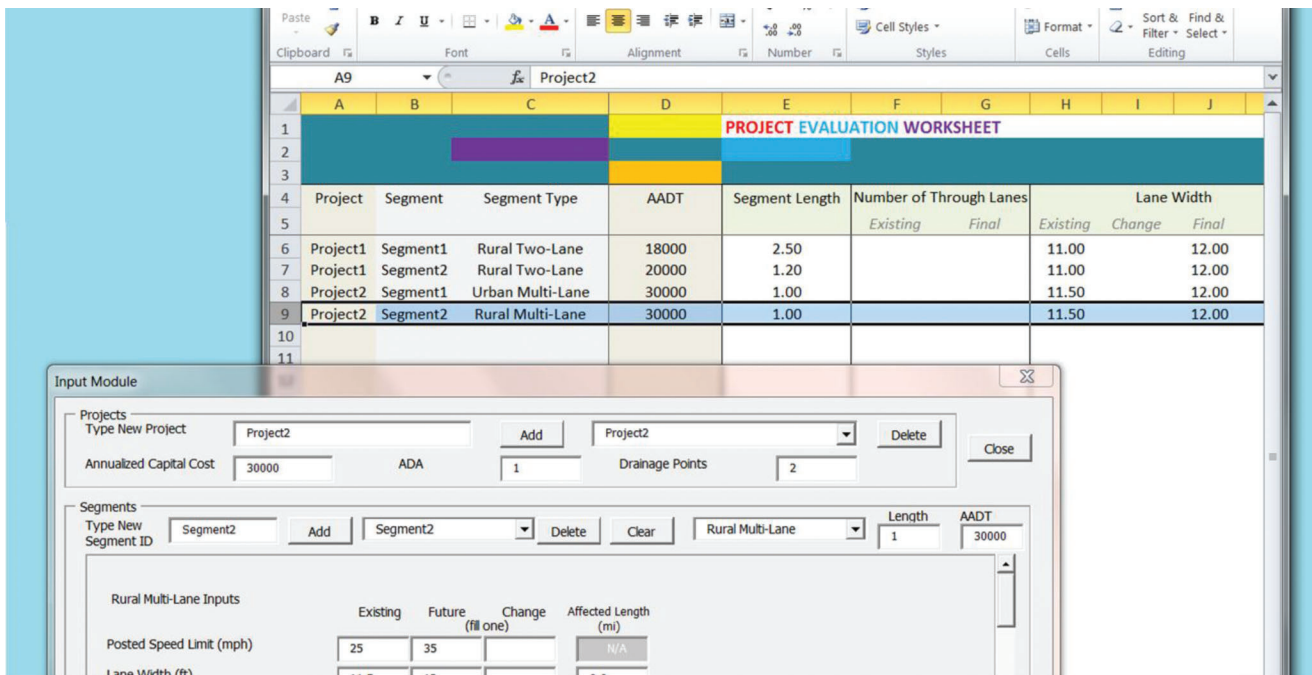 Paste
B I U A
.0 .00
.00 .0
Cell Styles
Format
Sort & Find &
Filter Select
Clipboard Font Alignment Number Styles Cells Editing
A9 fx Project2
A B C D E F G H I J
1 PROJECT EVALUATION WORKSHEET
2
3
4 Project Segment Segment Type AADT Segment Length Number of Through Lanes Lane Width
5 Existing Final Existing Change Final
6 Project1 Segment1 Rural Two-Lane 18000 2.50 11.00 12.00
7 Project1 Segment2 Rural Two-Lane 20000 1.20 11.00 12.00
8 Project2 Segment1 Urban Multi-Lane 30000 1.00 11.50 12.00
9 Project2 Segment2 Rural Multi-Lane 30000 1.00 11.50 12.00
10
11
Input Module
Projects
Type New Project Project2 Add Project2 Delete
Close
Annualized Capital Cost 30000 ADA 1 Drainage Points 2
Segments
Type New Segment2 Add Segment2 Delete Clear Rural Multi-Lane Length AADT
Segment ID 1 30000
Rural Multi-Lane Inputs
Existing Future Change Affected Length
(fill one) (mi)
Posted Speed Limit (mph) 25 35 N/A
Lane Width (ft)